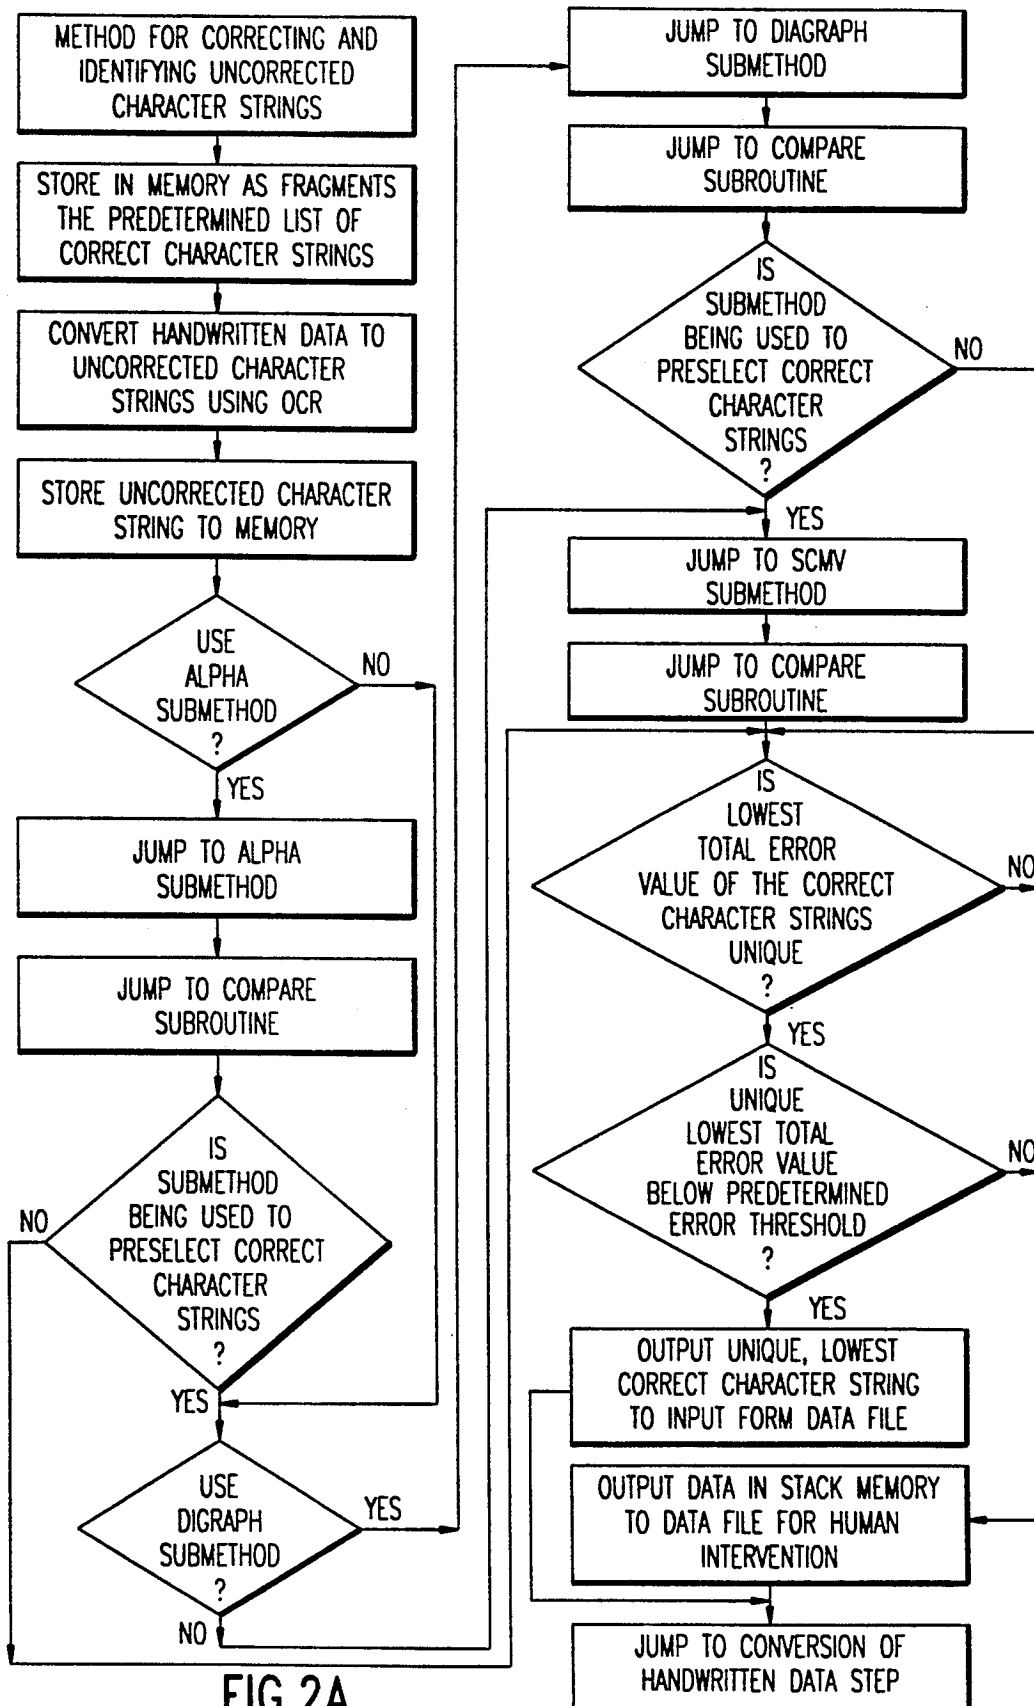 METHOD FOR CORRECTING AND
IDENTIFYING UNCORRECTED
CHARACTER STRINGS
STORE IN MEMORY AS FRAGMENTS
THE PREDETERMINED LIST OF
CORRECT CHARACTER STRINGS
CONVERT HANDWRITTEN DATA TO
UNCORRECTED CHARACTER
STRINGS USING OCR
STORE UNCORRECTED CHARACTER
STRING TO MEMORY
USE
ALPHA
SUBMETHOD
?
NO
YES
JUMP TO ALPHA
SUBMETHOD
JUMP TO COMPARE
SUBROUTINE
IS
SUBMETHOD
BEING USED TO
PRESELECT CORRECT
CHARACTER
STRINGS
?
NO
YES
USE
DIGRAPH
SUBMETHOD
?
YES
NO
FIG.2A
JUMP TO DIAGRAPH
SUBMETHOD
JUMP TO COMPARE
SUBROUTINE
IS
SUBMETHOD
BEING USED TO
PRESELECT CORRECT
CHARACTER
STRINGS
?
NO
YES
JUMP TO SCMV
SUBMETHOD
JUMP TO COMPARE
SUBROUTINE
IS
LOWEST
TOTAL ERROR
VALUE OF THE CORRECT
CHARACTER STRINGS
UNIQUE
?
NO
YES
IS
UNIQUE
LOWEST TOTAL
ERROR VALUE
BELOW PREDETERMINED
ERROR THRESHOLD
?
NO
YES
OUTPUT UNIQUE, LOWEST
CORRECT CHARACTER STRING
TO INPUT FORM DATA FILE
OUTPUT DATA IN STACK MEMORY
TO DATA FILE FOR HUMAN
INTERVENTION
JUMP TO CONVERSION OF
HANDWRITTEN DATA STEP